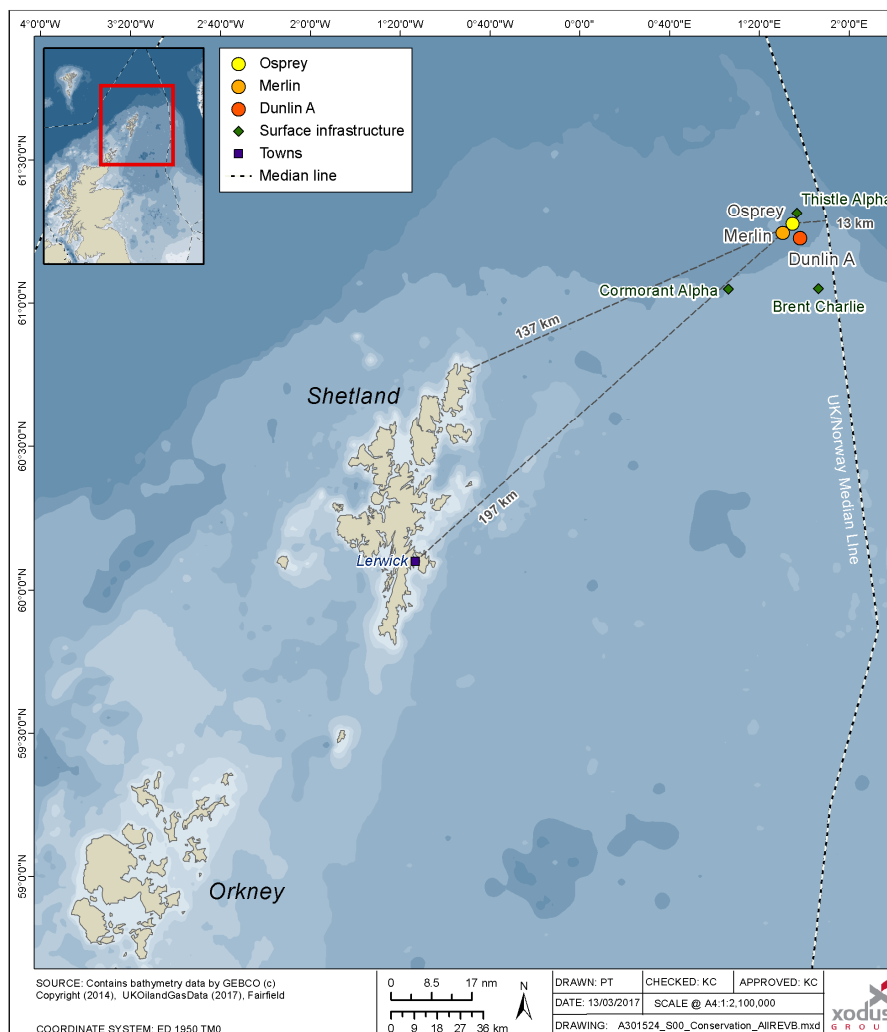 4°0'0"W 3°20'0"W 2°40'0"W 2°0'0"W 1°20'0"W 0°40'0"W 0°0'0" 0°40'0"E 1°20'0"E 2°0'0"E
Osprey
Merlin
Dunlin A
Surface infrastructure
Towns
Median line
61°30'0"N
61°0'0"N
60°30'0"N
60°0'0"N
59°30'0"N
59°0'0"N
Thistle Alpha
Osprey
13 km
Merlin
Dunlin A
Cormorant Alpha
Brent Charlie
137 km
Shetland
UK/Norway Median LIne
197 km
Lerwick
Orkney
SOURCE: Contains bathymetry data by GEBCO (c)
Copyright (2014), UKOilandGasData (2017), Fairfield
COORDINATE SYSTEM: ED 1950 TM0
0 8.5 17 nm
0 9 18 27 36 km
N
DRAWN: PT CHECKED: KC APPROVED: KC
DATE: 13/03/2017 SCALE @ A4:1:2,100,000
DRAWING: A301524_S00_Conservation_AllREVB.mxd
xodus
GROU